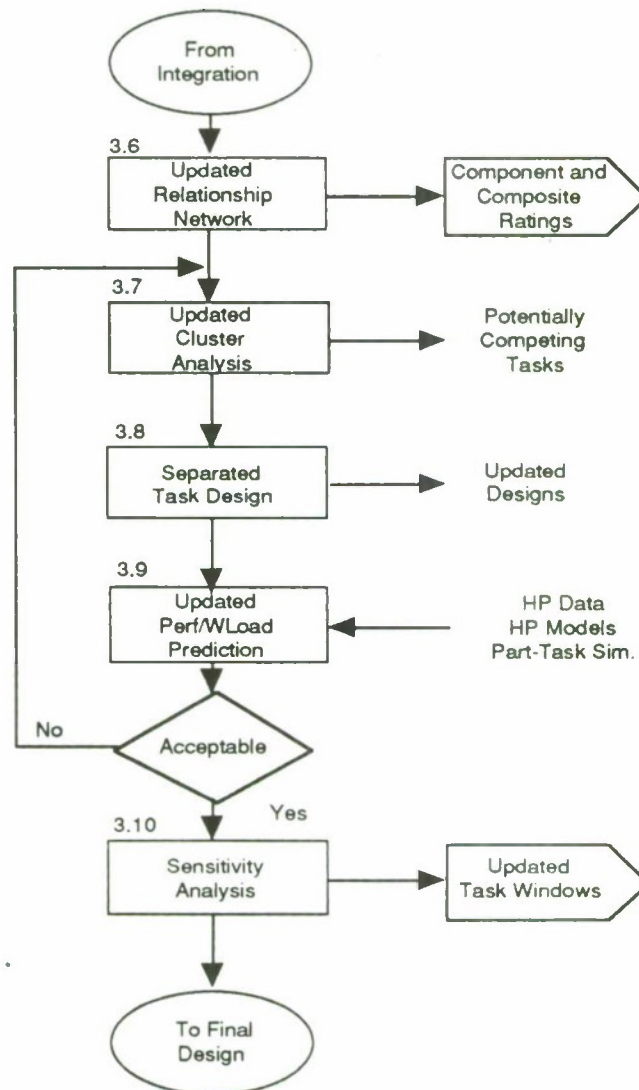 From
Integration
3.6
Updated
Relationship
Network
Component and
Composite
Ratings
3.7
Updated
Cluster
Analysis
Potentially
Competing
Tasks
3.8
Separated
Task Design
Updated
Designs
3.9
Updated
Perf/WLoad
Prediction
HP Data
HP Models
Part-Task Sim.
No
Acceptable
Yes
3.10
Sensitivity
Analysis
Updated
Task Windows
To Final
Design